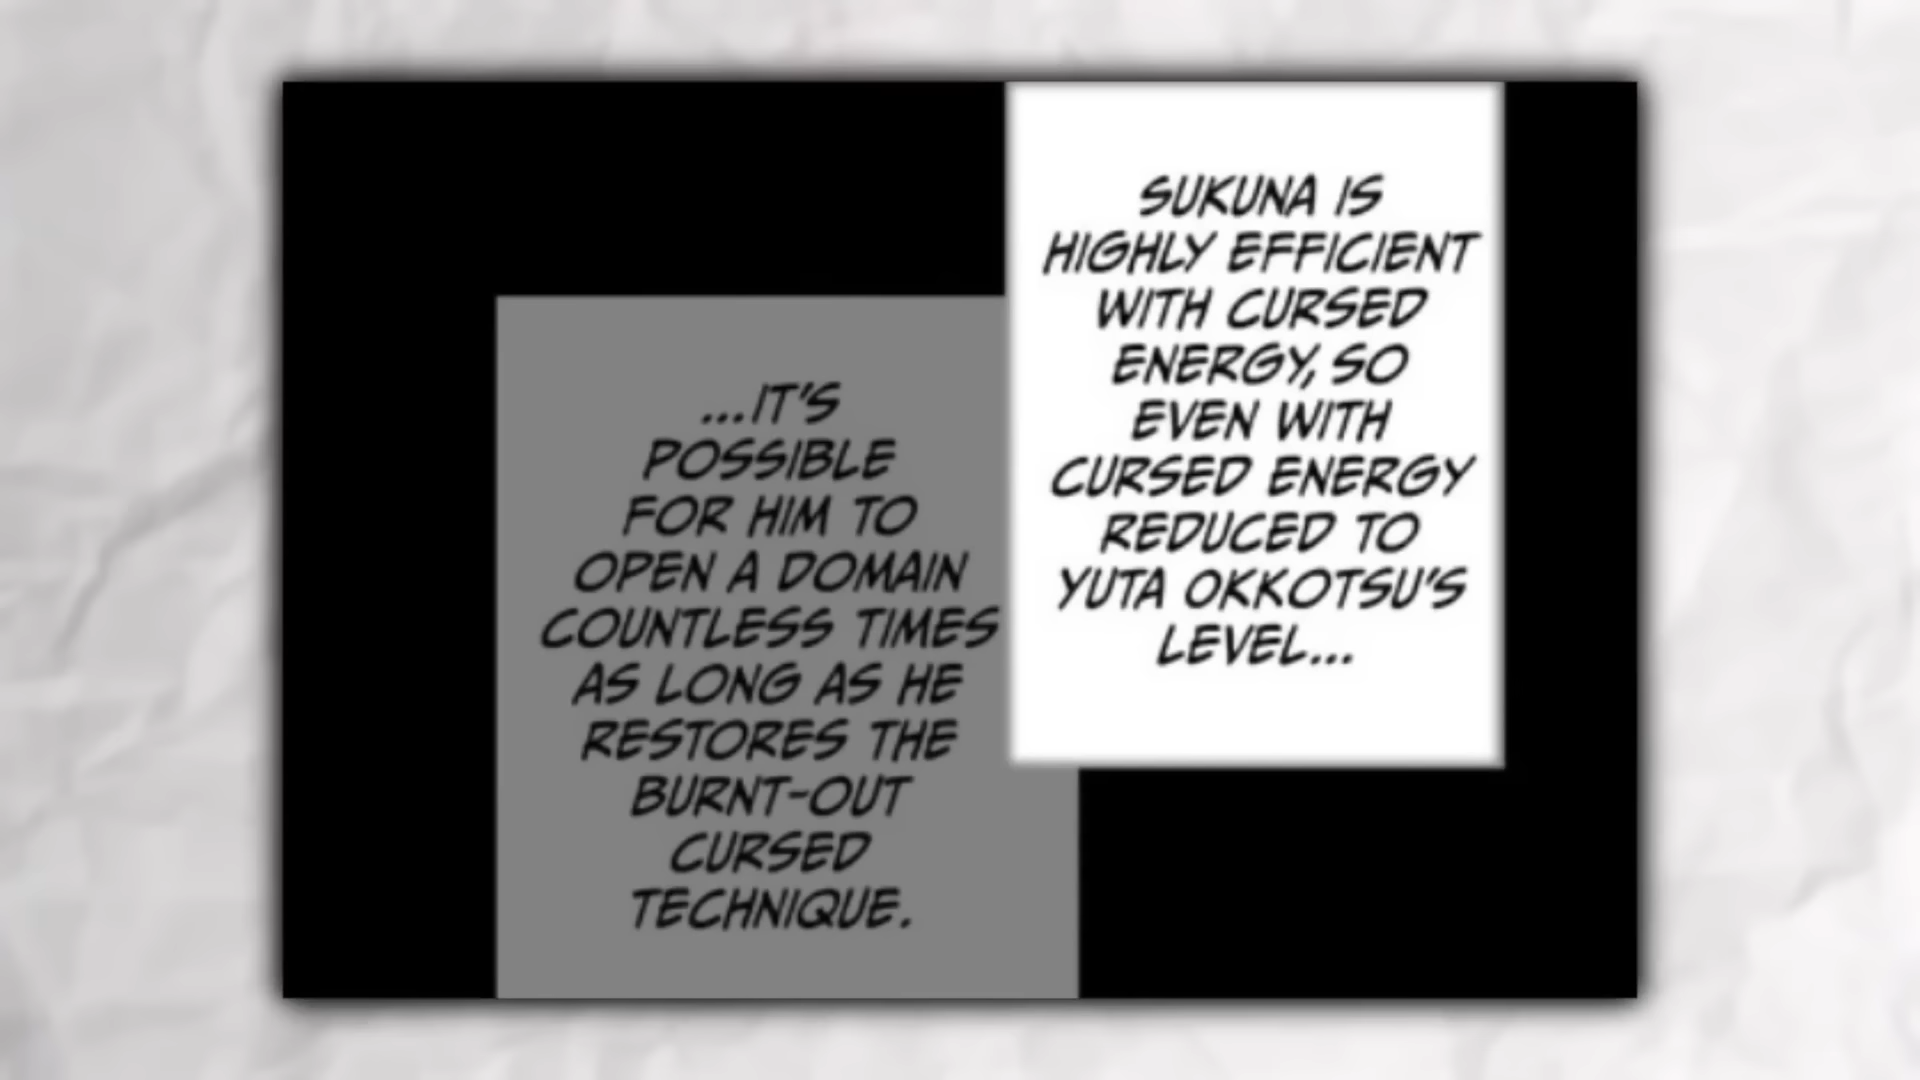 SUKUNA IS
HIGHLY EFFICIENT
WITH CURSED
ENERGY, SO
EVEN WITH
CURSED ENERGY
REDUCED TO
YUTA OKKOTSU'S
LEVEL...
...IT'S
POSSIBLE
FOR HIM TO
OPEN A DOMAIN
COUNTLESS TIMES
AS LONG AS HE
RESTORES THE
BURNT-OUT
CURSED
TECHNIQUE.